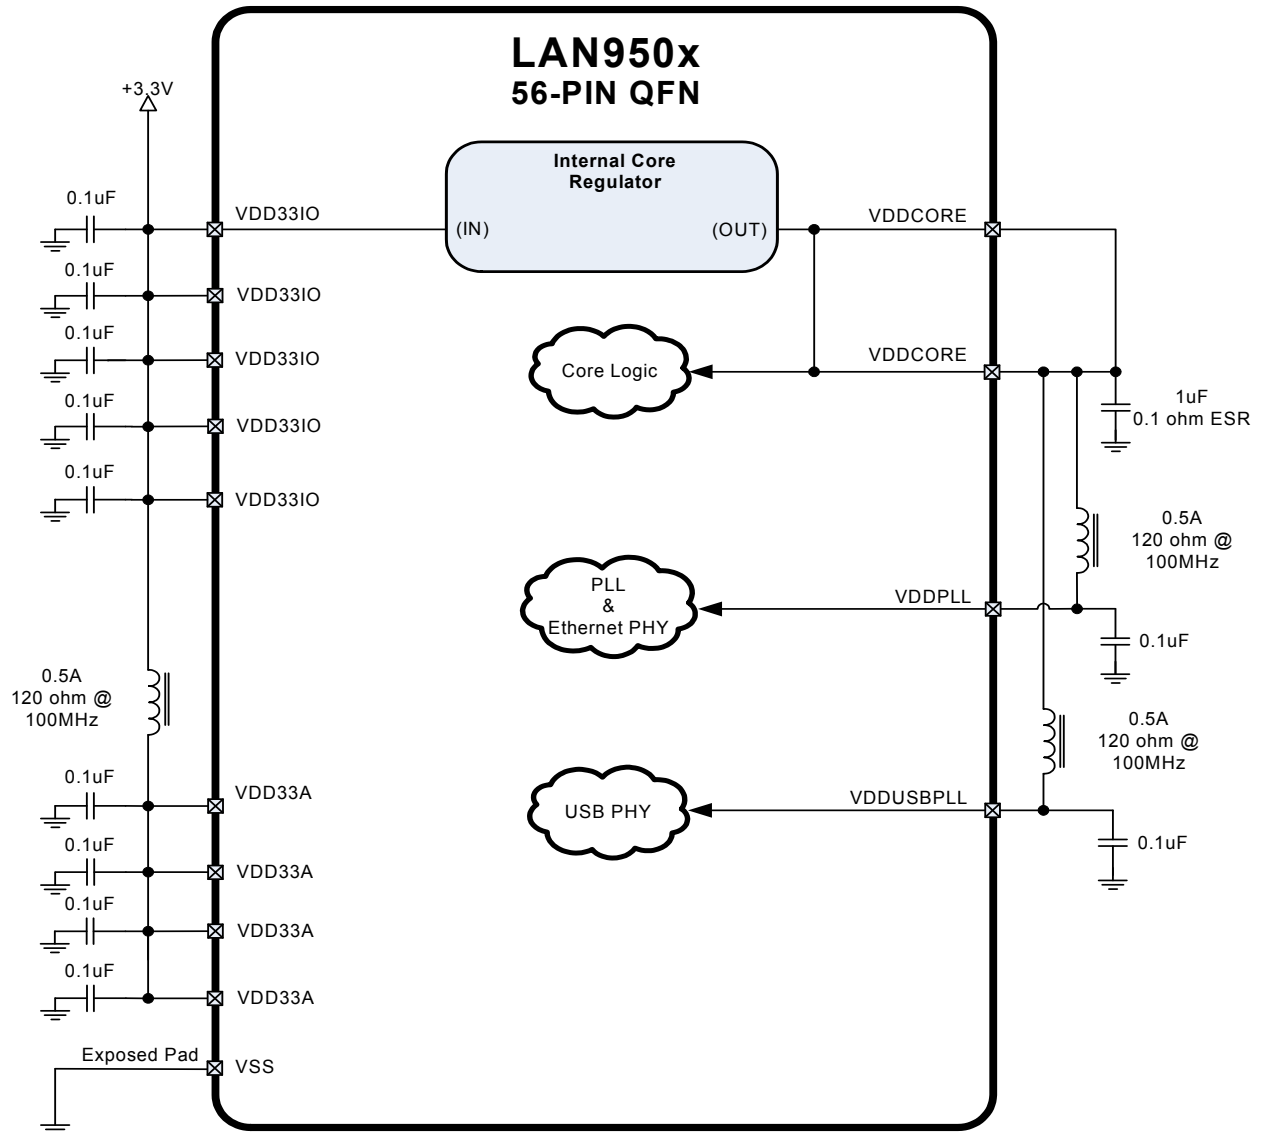 LAN950x
56-PIN QFN
+3.3V
Internal Core
Regulator
(IN)
(OUT)
0.1uF
VDD33IO
VDDCORE
0.1uF
VDD33IO
0.1uF
VDD33IO
Core Logic
VDDCORE
1uF
0.1 ohm ESR
0.1uF
VDD33IO
0.1uF
VDD33IO
0.5A
120 ohm @
100MHz
PLL
&
Ethernet PHY
VDDPLL
0.1uF
0.5A
120 ohm @
100MHz
0.5A
120 ohm @
100MHz
0.1uF
VDD33A
USB PHY
VDDUSBPLL
0.1uF
0.1uF
VDD33A
0.1uF
VDD33A
0.1uF
VDD33A
Exposed Pad
VSS